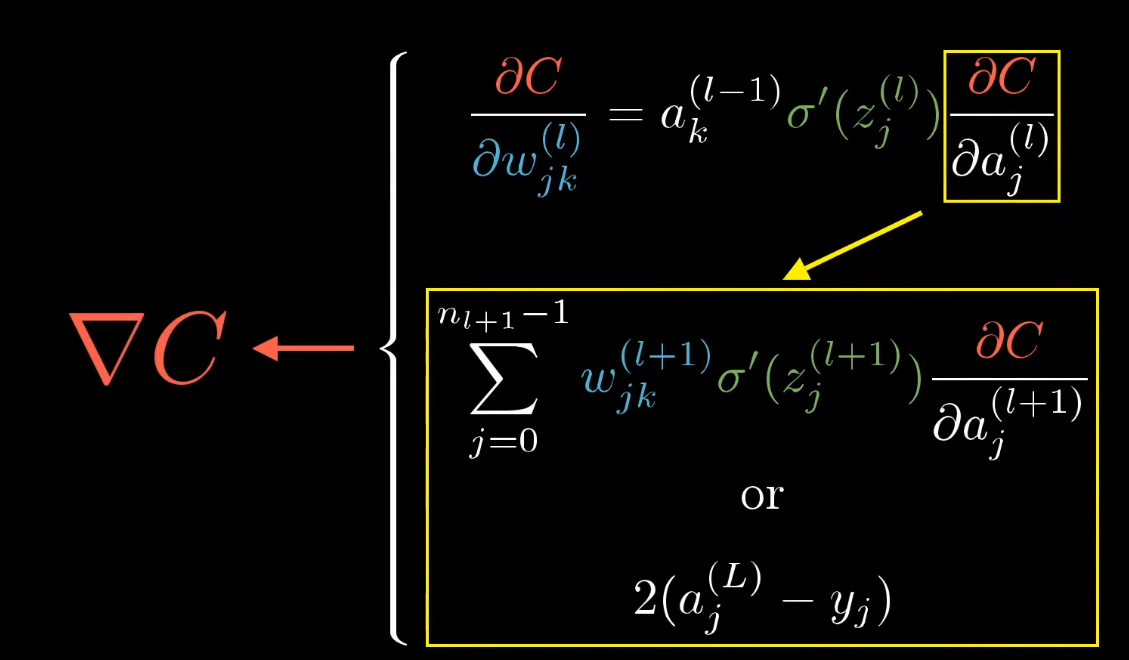 ∂C/∂w_{jk}^{(l)} = a_k^{(l−1)} σ′(z_j^{(l)}) ∂C/∂a_j^{(l)}
∇C ← { ∑_{j=0}^{n_{l+1}−1} w_{jk}^{(l+1)} σ′(z_j^{(l+1)}) ∂C/∂a_j^{(l+1)}
or
2(a_j^{(L)} − y_j)